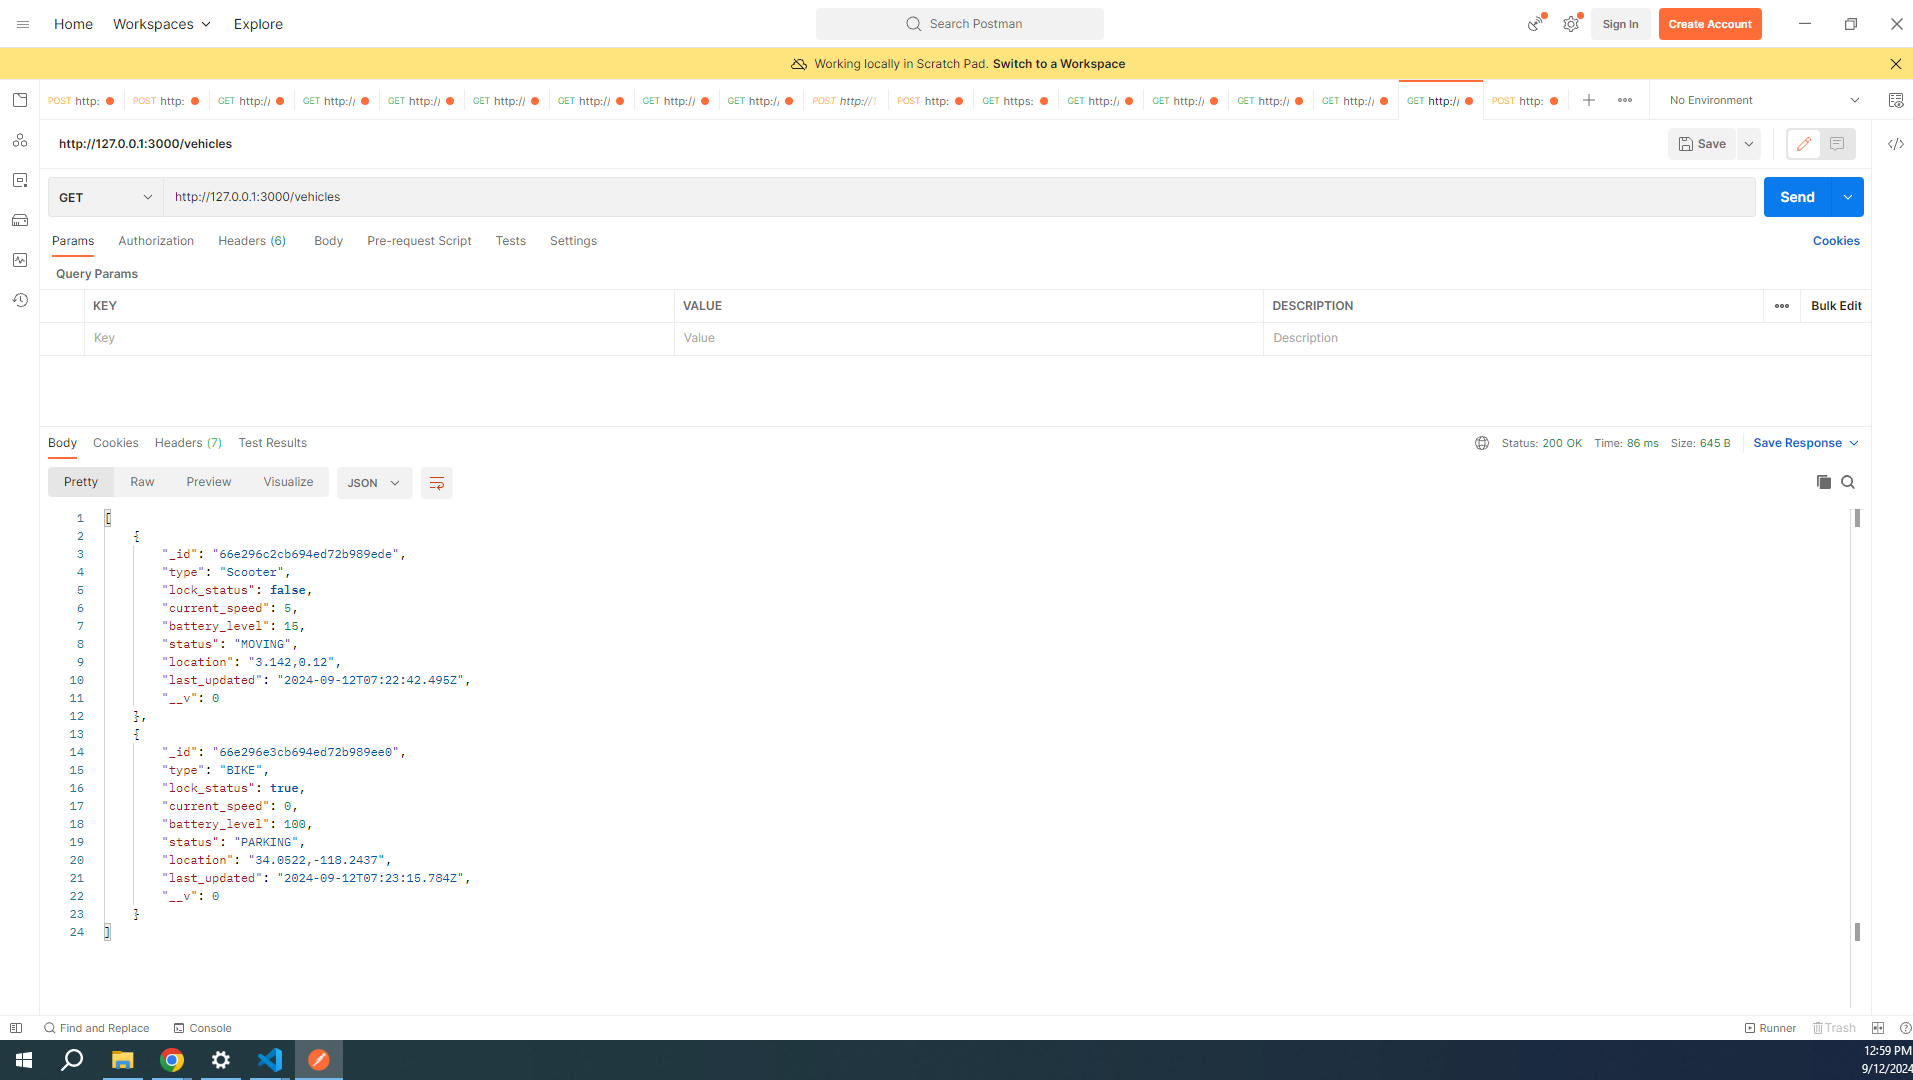 Home Workspaces Explore Search Postman Sign In Create Account
Working locally in Scratch Pad. Switch to a Workspace
POST http: POST http: GET http:/ GET http:/ GET http:/ GET http:/ GET http:/ GET http:/ GET http:/ POST http:/ POST http: GET https: GET http:/ GET http:/ GET http:/ GET http:/ GET http:/ POST http: No Environment
http://127.0.0.1:3000/vehicles Save
GET http://127.0.0.1:3000/vehicles Send
Params Authorization Headers (6) Body Pre-request Script Tests Settings Cookies
Query Params
KEY VALUE DESCRIPTION Bulk Edit
Key Value Description
Body Cookies Headers (7) Test Results Status: 200 OK Time: 86 ms Size: 645 B Save Response
Pretty Raw Preview Visualize JSON
1 [
2 {
3 "_id": "66e296c2cb694ed72b989ede",
4 "type": "Scooter",
5 "lock_status": false,
6 "current_speed": 5,
7 "battery_level": 15,
8 "status": "MOVING",
9 "location": "3.142,0.12",
10 "last_updated": "2024-09-12T07:22:42.495Z",
11 "__v": 0
12 },
13 {
14 "_id": "66e296e3cb694ed72b989ee0",
15 "type": "BIKE",
16 "lock_status": true,
17 "current_speed": 0,
18 "battery_level": 100,
19 "status": "PARKING",
20 "location": "34.0522,-118.2437",
21 "last_updated": "2024-09-12T07:23:15.784Z",
22 "__v": 0
23 }
24 ]
Find and Replace Console Runner Trash
12:59 PM
9/12/2024